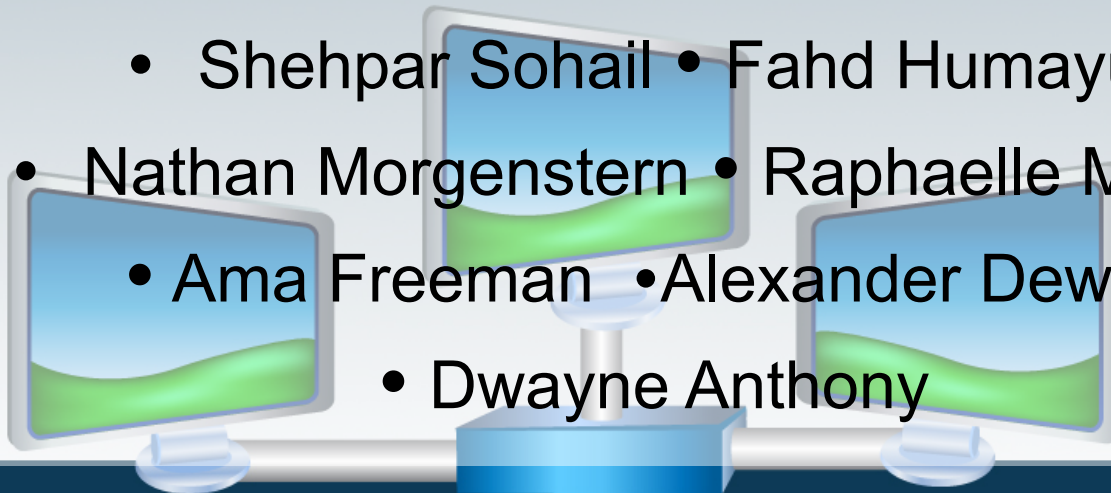 • Shehpar Sohail • Fahd
• Nathan Morgenstern • Raphaelle
• Ama Freeman •Alexander
• Dwayne Anthony